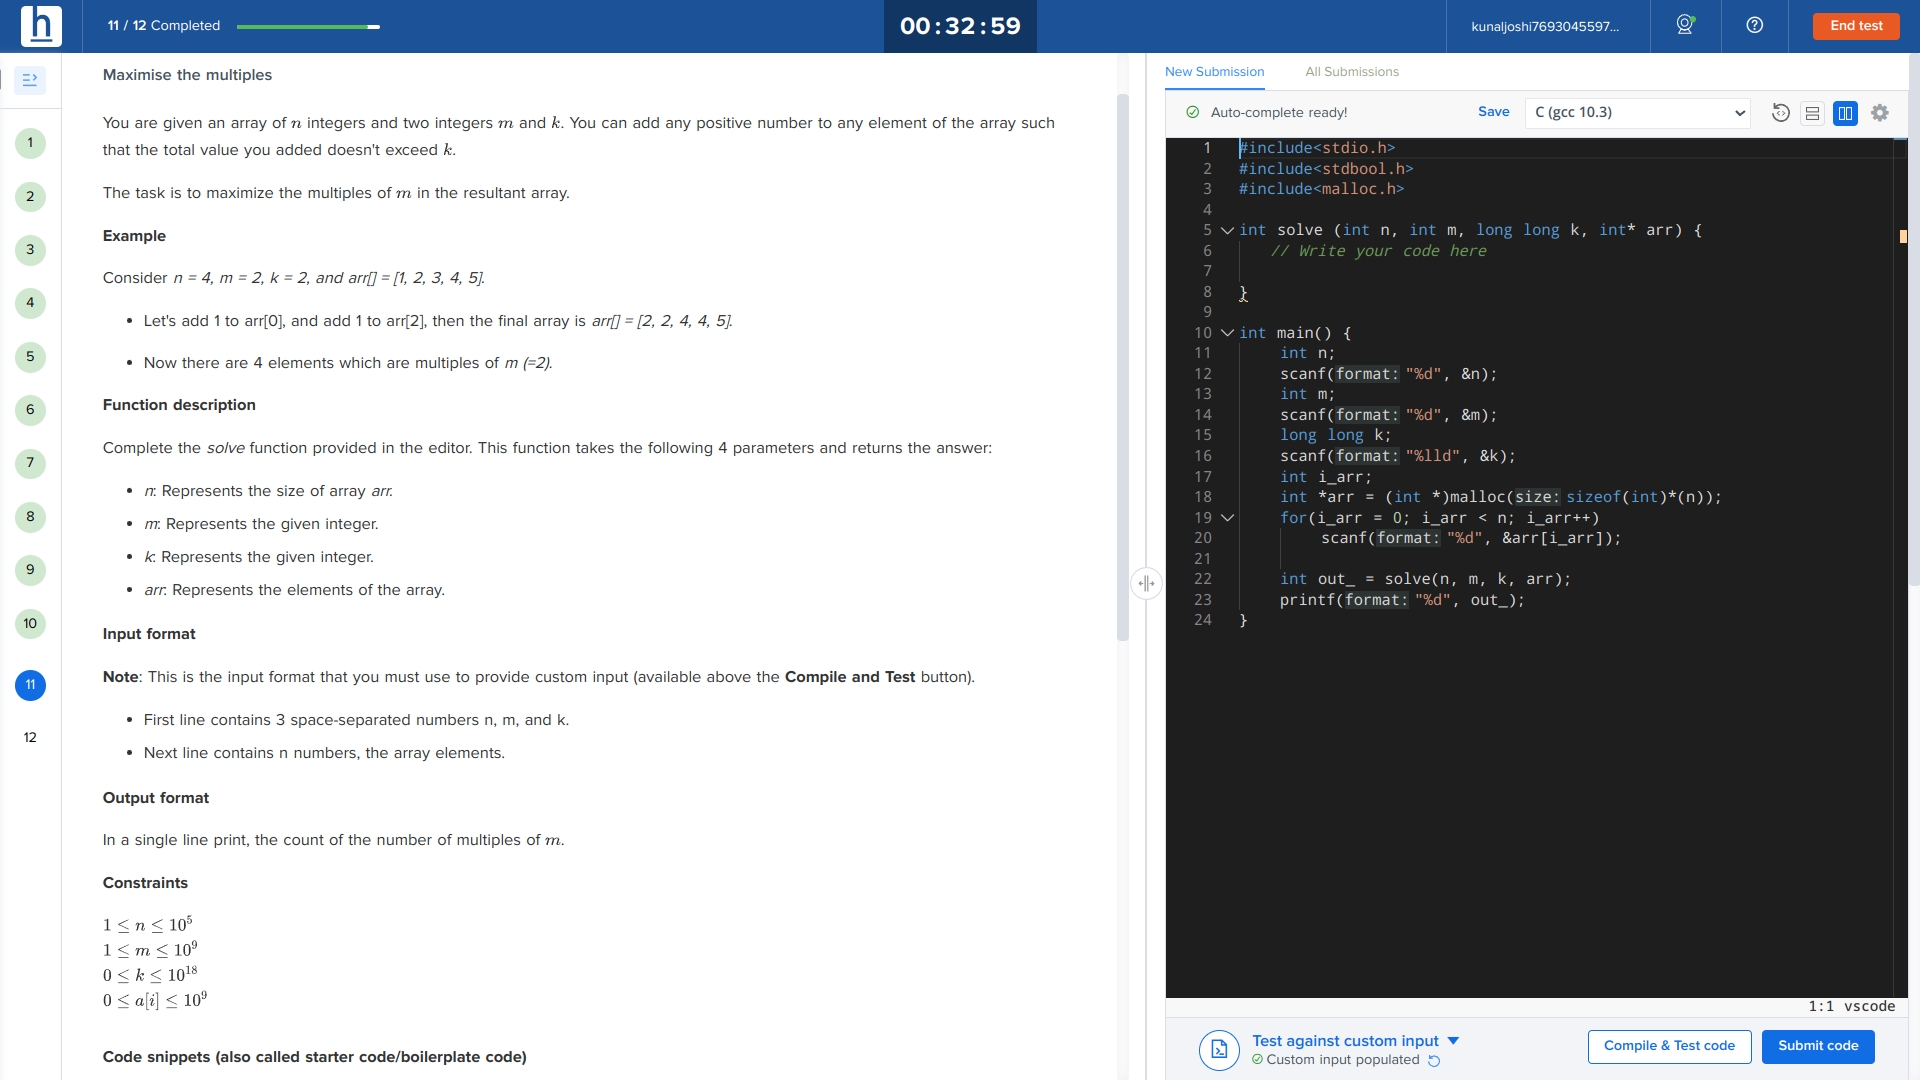 h
11 / 12 Completed
00:32:59
kunaljoshi7693045597...
End test
1
2
3
4
5
6
7
8
9
10
11
12
Maximise the multiples
You are given an array of n integers and two integers m and k. You can add any positive number to any element of the array such
that the total value you added doesn't exceed k.
The task is to maximize the multiples of m in the resultant array.
Example
Consider n = 4, m = 2, k = 2, and arr[] = [1, 2, 3, 4, 5].
• Let's add 1 to arr[0], and add 1 to arr[2], then the final array is arr[] = [2, 2, 4, 4, 5].
• Now there are 4 elements which are multiples of m (=2).
Function description
Complete the solve function provided in the editor. This function takes the following 4 parameters and returns the answer:
• n: Represents the size of array arr.
• m: Represents the given integer.
• k: Represents the given integer.
• arr: Represents the elements of the array.
Input format
Note: This is the input format that you must use to provide custom input (available above the Compile and Test button).
• First line contains 3 space-separated numbers n, m, and k.
• Next line contains n numbers, the array elements.
Output format
In a single line print, the count of the number of multiples of m.
Constraints
1 ≤ n ≤ 10⁵
1 ≤ m ≤ 10⁹
0 ≤ k ≤ 10¹⁸
0 ≤ a[i] ≤ 10⁹
Code snippets (also called starter code/boilerplate code)
New Submission All Submissions
Auto-complete ready! Save C (gcc 10.3)
1 #include<stdio.h>
2 #include<stdbool.h>
3 #include<malloc.h>
4
5 int solve (int n, int m, long long k, int* arr) {
6 // Write your code here
7
8 }
9
10 int main() {
11 int n;
12 scanf(format: "%d", &n);
13 int m;
14 scanf(format: "%d", &m);
15 long long k;
16 scanf(format: "%lld", &k);
17 int i_arr;
18 int *arr = (int *)malloc(size: sizeof(int)*(n));
19 for(i_arr = 0; i_arr < n; i_arr++)
20 scanf(format: "%d", &arr[i_arr]);
21
22 int out_ = solve(n, m, k, arr);
23 printf(format: "%d", out_);
24 }
1:1 vscode
Test against custom input
Custom input populated
Compile & Test code
Submit code